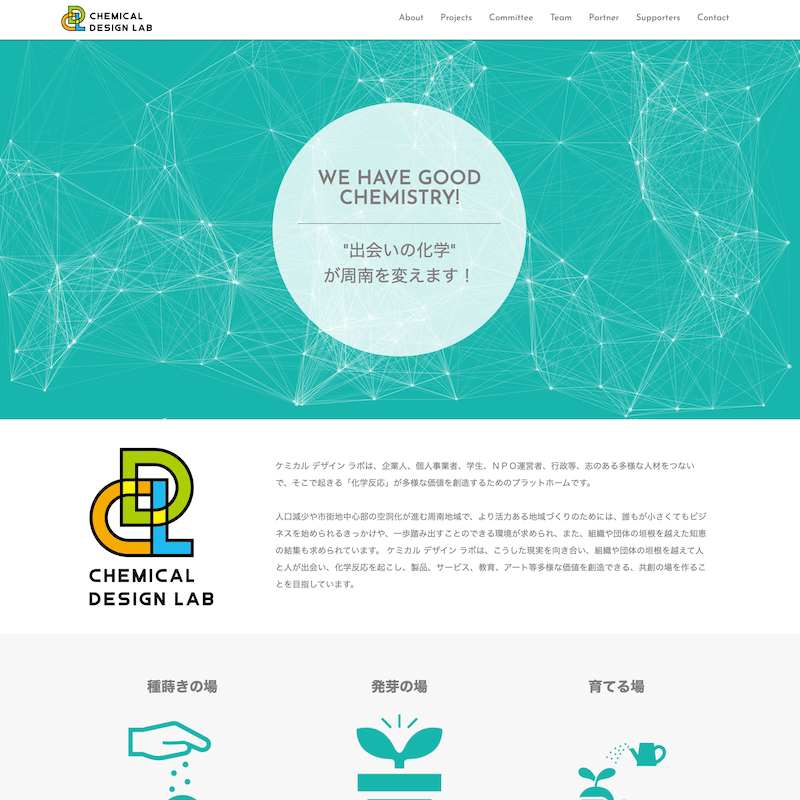 CHEMICAL
DESIGN LAB
About Projects Committee Team Partner Supporters Contact
WE HAVE GOOD
CHEMISTRY!
"出会いの化学"
が周南を変えます！
ケミカル デザイン ラボは、企業人、個人事業者、学生、ＮＰＯ運営者、行政等、志のある多様な人材をつない
で、そこで起きる「化学反応」が多様な価値を創造するためのプラットホームです。
人口減少や市街地中心部の空洞化が進む周南地域で、より活力ある地域づくりのためには、誰もが小さくてもビジ
ネスを始められるきっかけや、一歩踏み出すことのできる環境が求められ、また、組織や団体の垣根を越えた知恵
の結集も求められています。 ケミカル デザイン ラボは、こうした現実を向き合い、組織や団体の垣根を越えて人
と人が出会い、化学反応を起こし、製品、サービス、教育、アート等多様な価値を創造できる、共創の場を作るこ
とを目指しています。
CHEMICAL
DESIGN LAB
種蒔きの場
発芽の場
育てる場